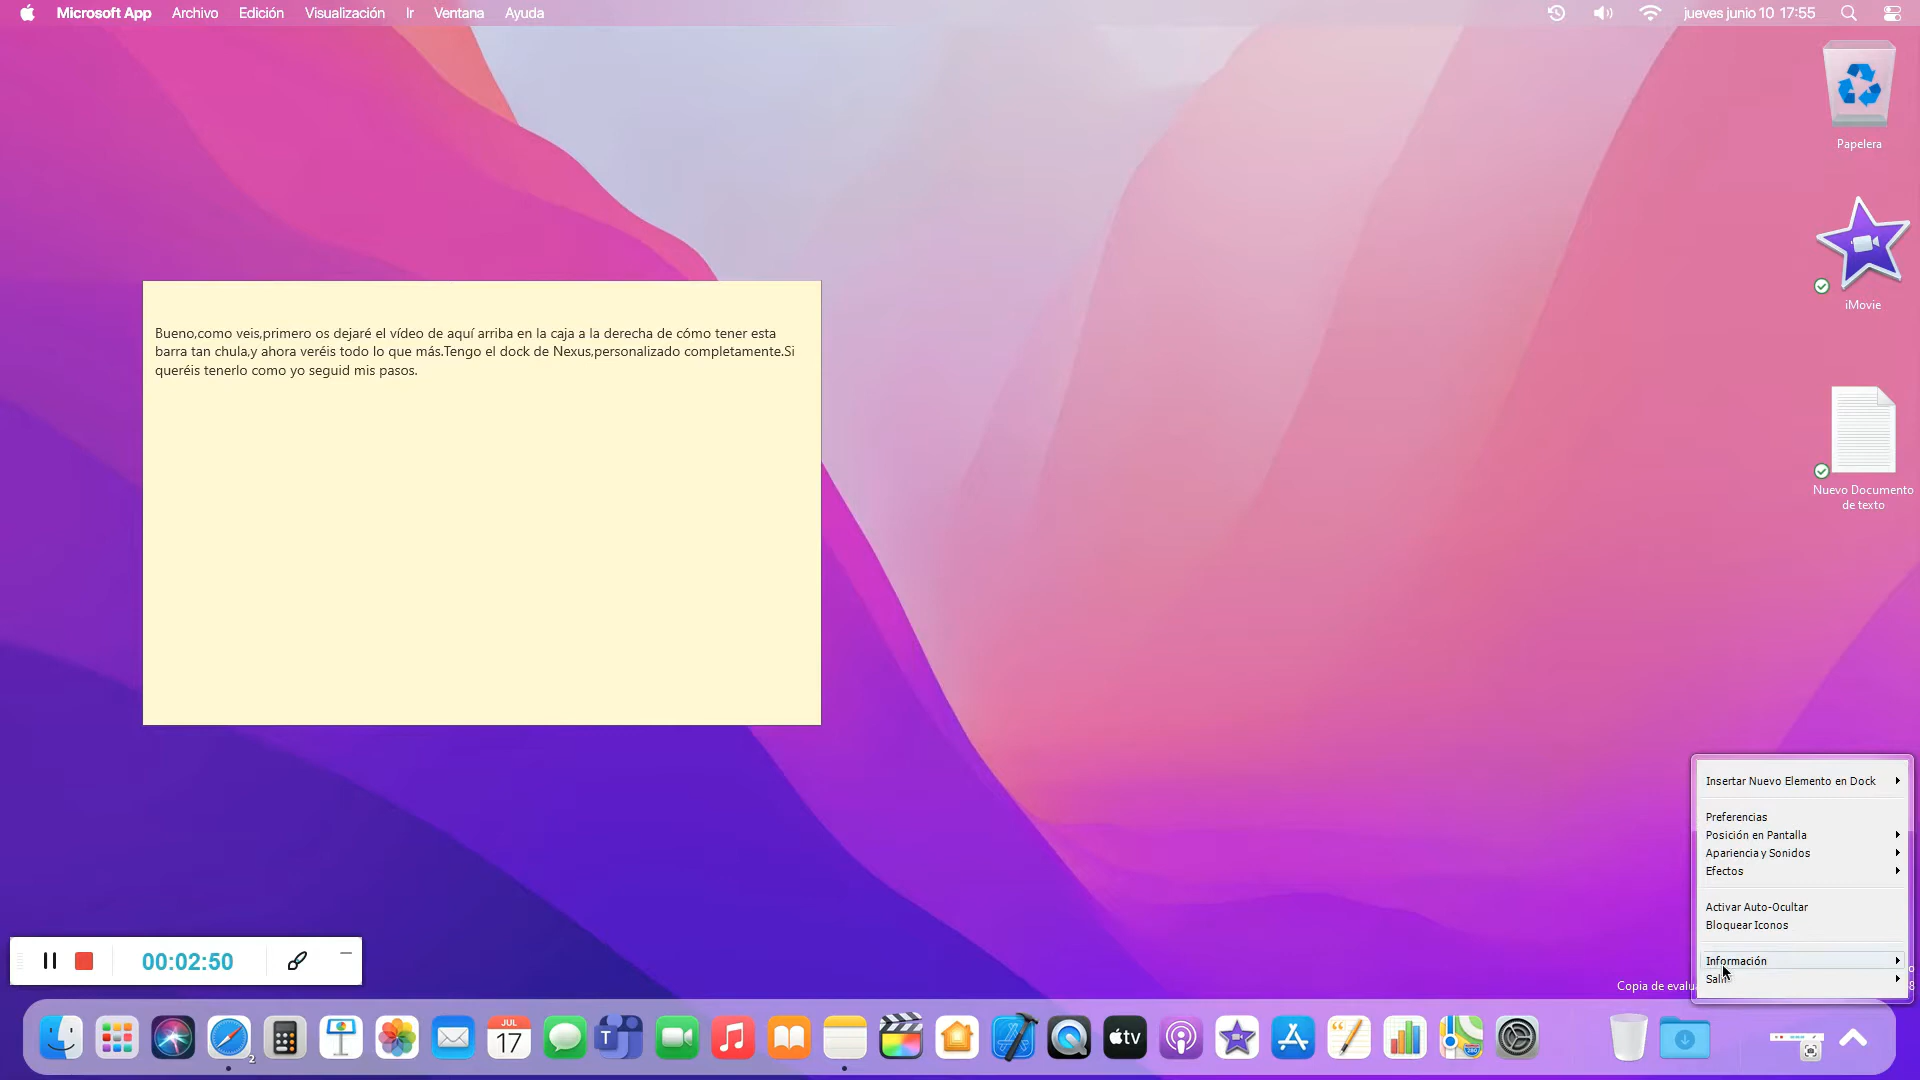 Microsoft App Archivo Edición Visualización Ir Ventana Ayuda
jueves junio 10 17:55
Papelera
iMovie
Nuevo Documento
de texto
Bueno,como veis,primero os dejaré el vídeo de aquí arriba en la caja a la derecha de cómo tener esta
barra tan chula,y ahora veréis todo lo que más.Tengo el dock de Nexus,personalizado completamente.Si
queréis tenerlo como yo seguid mis pasos.
Insertar Nuevo Elemento en Dock
Preferencias
Posición en Pantalla
Apariencia y Sonidos
Efectos
Activar Auto-Ocultar
Bloquear Iconos
Información
Salir
00:02:50
Copia de evalu
2
JUL
17
T
tv
280